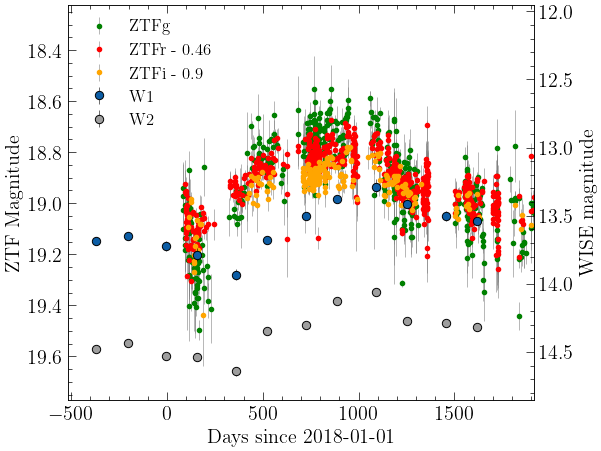 ZTFg
ZTFr - 0.46
ZTFi - 0.9
W1
W2
18.4
18.6
18.8
19.0
19.2
19.4
19.6
ZTF Magnitude
12.0
12.5
13.0
13.5
14.0
14.5
WISE magnitude
−500
0
500
1000
1500
Days since 2018-01-01